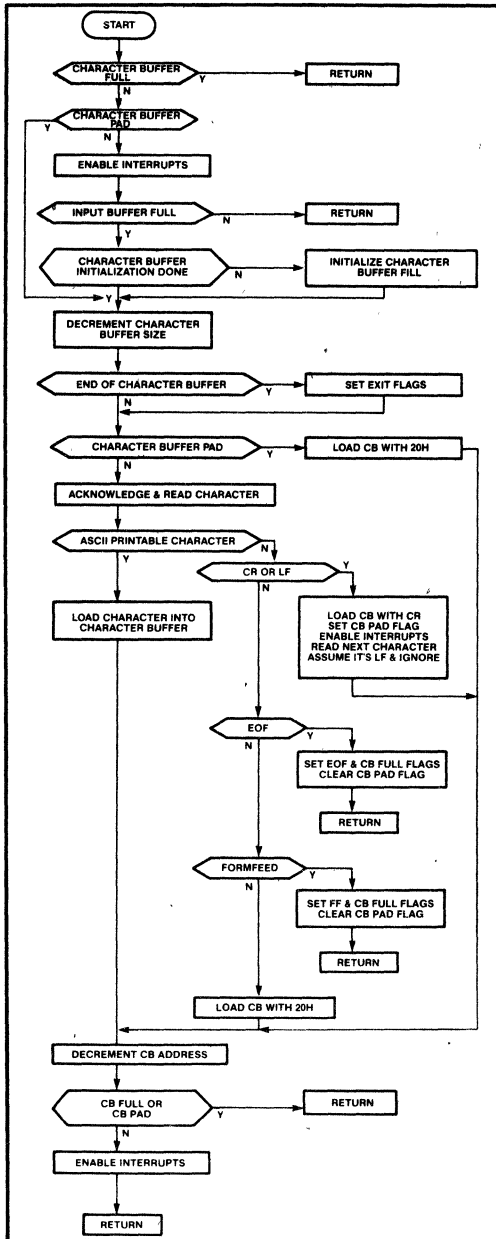 START
CHARACTER BUFFER
FULL
Y
RETURN
N
CHARACTER BUFFER
PAD
Y
N
ENABLE INTERRUPTS
INPUT BUFFER FULL
N
RETURN
Y
CHARACTER BUFFER
INITIALIZATION DONE
N
INITIALIZE CHARACTER
BUFFER FILL
Y
DECREMENT CHARACTER
BUFFER SIZE
END OF CHARACTER BUFFER
Y
SET EXIT FLAGS
N
CHARACTER BUFFER PAD
Y
LOAD CB WITH 20H
N
ACKNOWLEDGE & READ CHARACTER
ASCII PRINTABLE CHARACTER
N
Y
CR OR LF
Y
N
LOAD CHARACTER INTO
CHARACTER BUFFER
LOAD CB WITH CR
SET CB PAD FLAG
ENABLE INTERRUPTS
READ NEXT CHARACTER
ASSUME IT'S LF & IGNORE
EOF
Y
N
SET EOF & CB FULL FLAGS
CLEAR CB PAD FLAG
RETURN
FORMFEED
Y
N
SET FF & CB FULL FLAGS
CLEAR CB PAD FLAG
RETURN
LOAD CB WITH 20H
DECREMENT CB ADDRESS
CB FULL OR
CB PAD
Y
RETURN
N
ENABLE INTERRUPTS
RETURN